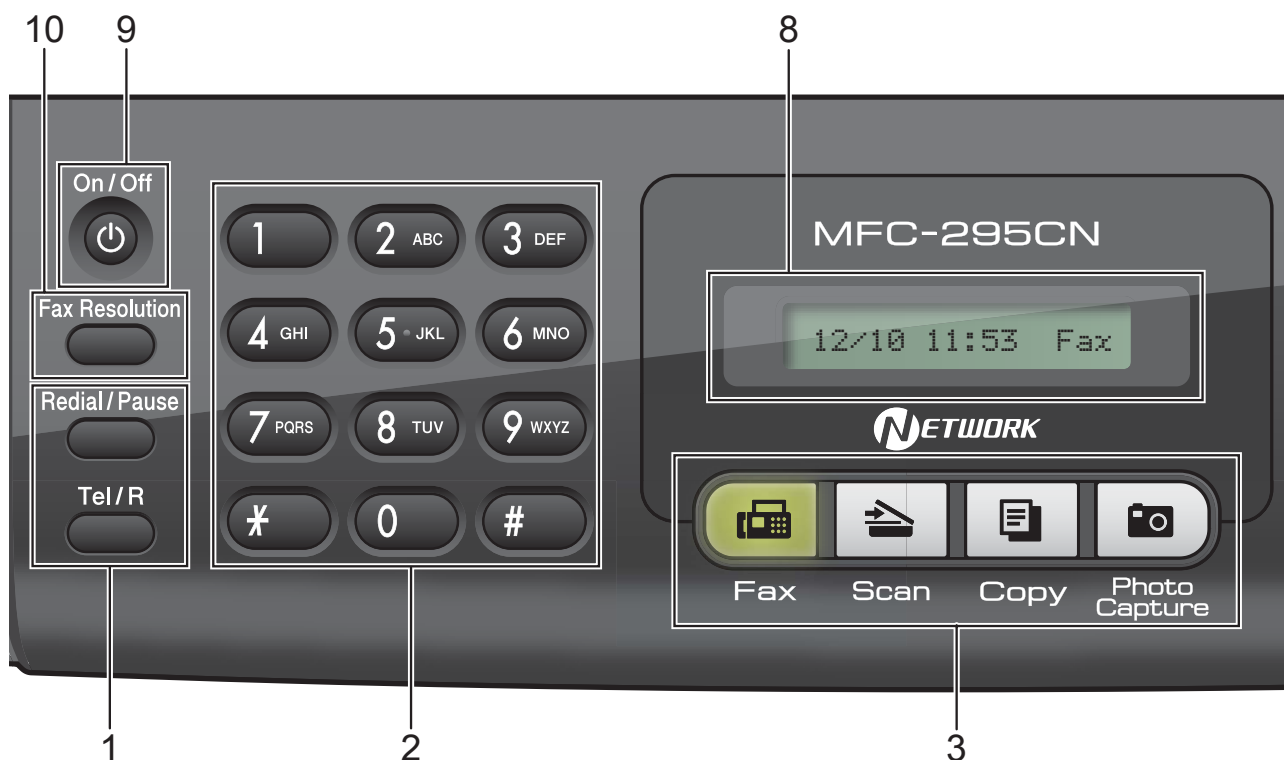 10 9 8
On / Off
Fax Resolution
Redial / Pause
Tel / R
1 2 ABC 3 DEF
4 GHI 5 JKL 6 MNO
7 PQRS 8 TUV 9 WXYZ
* 0 #
MFC-295CN
12/10 11:53 Fax
NETWORK
Fax Scan Copy Photo Capture
1 2 3